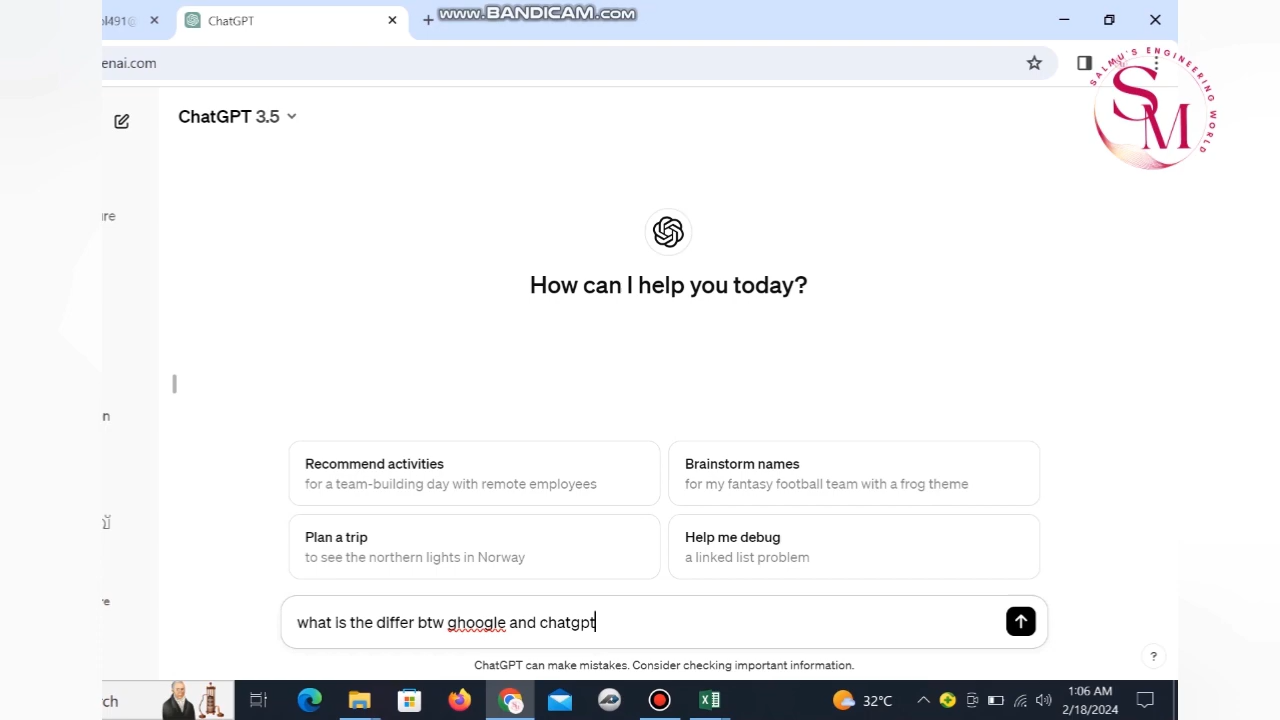 ol491@
ChatGPT
www.BANDICAM.com
enai.com
SALMU'S ENGINEERING WORLD
SM
ChatGPT 3.5
ure
How can I help you today?
n
Recommend activities
for a team-building day with remote employees
Brainstorm names
for my fantasy football team with a frog theme
Plan a trip
to see the northern lights in Norway
Help me debug
a linked list problem
re
what is the differ btw ghoogle and chatgpt
ChatGPT can make mistakes. Consider checking important information.
?
ch
32°C
1:06 AM
2/18/2024